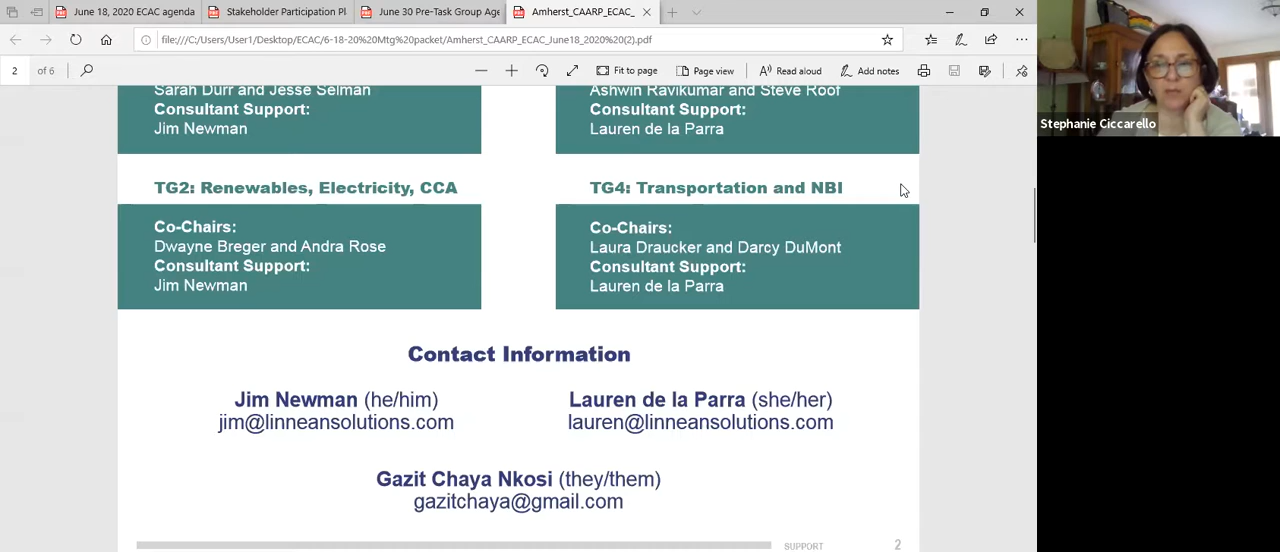 June 18, 2020 ECAC agenda
Stakeholder Participation Pl
June 30 Pre-Task Group Age
Amherst_CAARP_ECAC_
file:///C:/Users/User1/Desktop/ECAC/6-18-20%20Mtg%20packet/Amherst_CAARP_ECAC_June18_2020%20(2).pdf
2 of 6
Fit to page
Page view
Read aloud
Add notes
Stephanie Ciccarello
Sarah Durr and Jesse Selman
Consultant Support:
Jim Newman
Ashwin Ravikumar and Steve Roof
Consultant Support:
Lauren de la Parra
TG2: Renewables, Electricity, CCA
Co-Chairs:
Dwayne Breger and Andra Rose
Consultant Support:
Jim Newman
TG4: Transportation and NBI
Co-Chairs:
Laura Draucker and Darcy DuMont
Consultant Support:
Lauren de la Parra
Contact Information
Jim Newman (he/him)
jim@linneansolutions.com
Lauren de la Parra (she/her)
lauren@linneansolutions.com
Gazit Chaya Nkosi (they/them)
gazitchaya@gmail.com
SUPPORT 2